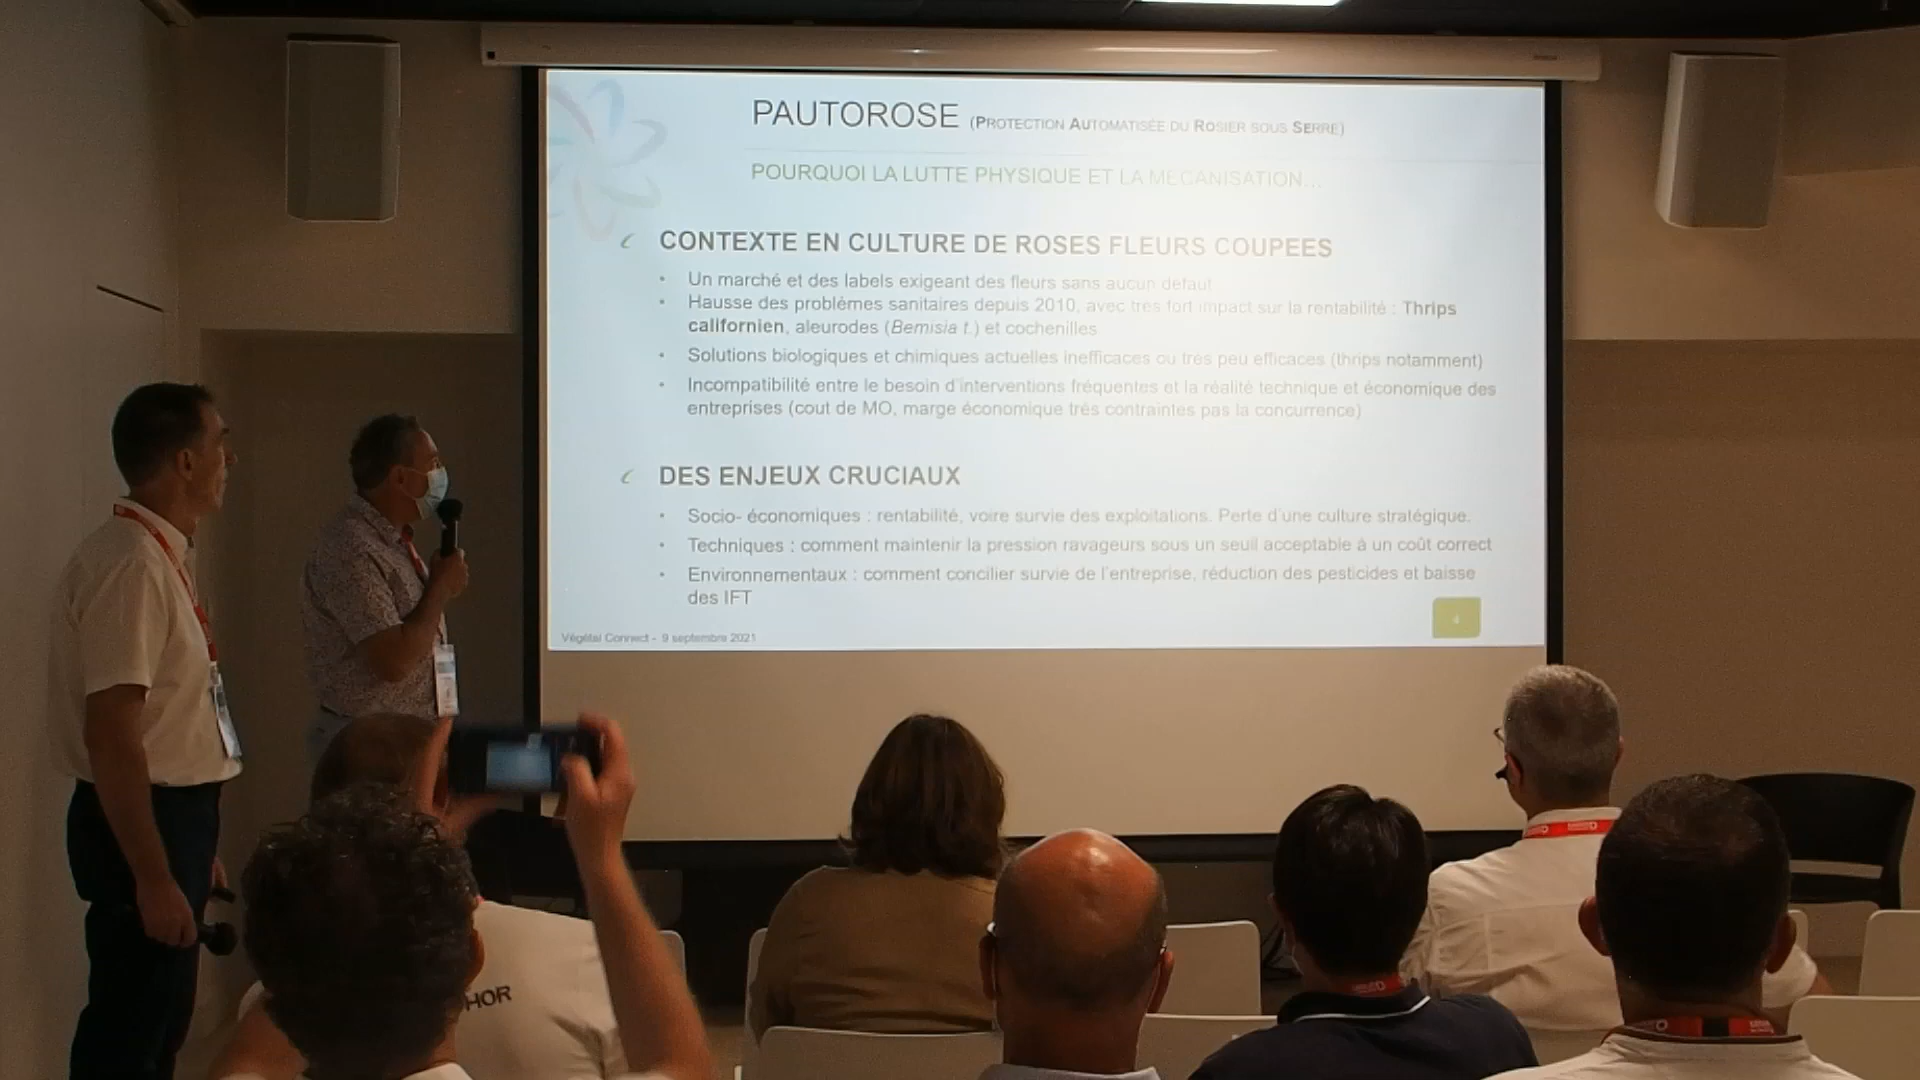 PAUTOROSE (PROTECTION AUTOMATISÉE DU ROSIER SOUS SERRE)
POURQUOI LA LUTTE PHYSIQUE ET LA MECANISATION...
CONTEXTE EN CULTURE DE ROSES FLEURS COUPEES
• Un marché et des labels exigeant des fleurs sans aucun défaut
• Hausse des problèmes sanitaires depuis 2010, avec très fort impact sur la rentabilité : Thrips
californien, aleurodes (Bemisia t.) et cochenilles
• Solutions biologiques et chimiques actuelles inefficaces ou très peu efficaces (thrips notamment)
• Incompatibilité entre le besoin d'interventions fréquentes et la réalité technique et économique des
entreprises (cout de MO, marge économique très contraintes pas la concurrence)
DES ENJEUX CRUCIAUX
• Socio- économiques : rentabilité, voire survie des exploitations. Perte d'une culture stratégique.
• Techniques : comment maintenir la pression ravageurs sous un seuil acceptable à un coût correct
• Environnementaux : comment concilier survie de l'entreprise, réduction des pesticides et baisse
des IFT
4
Végétal Connect - 9 septembre 2021
HOR